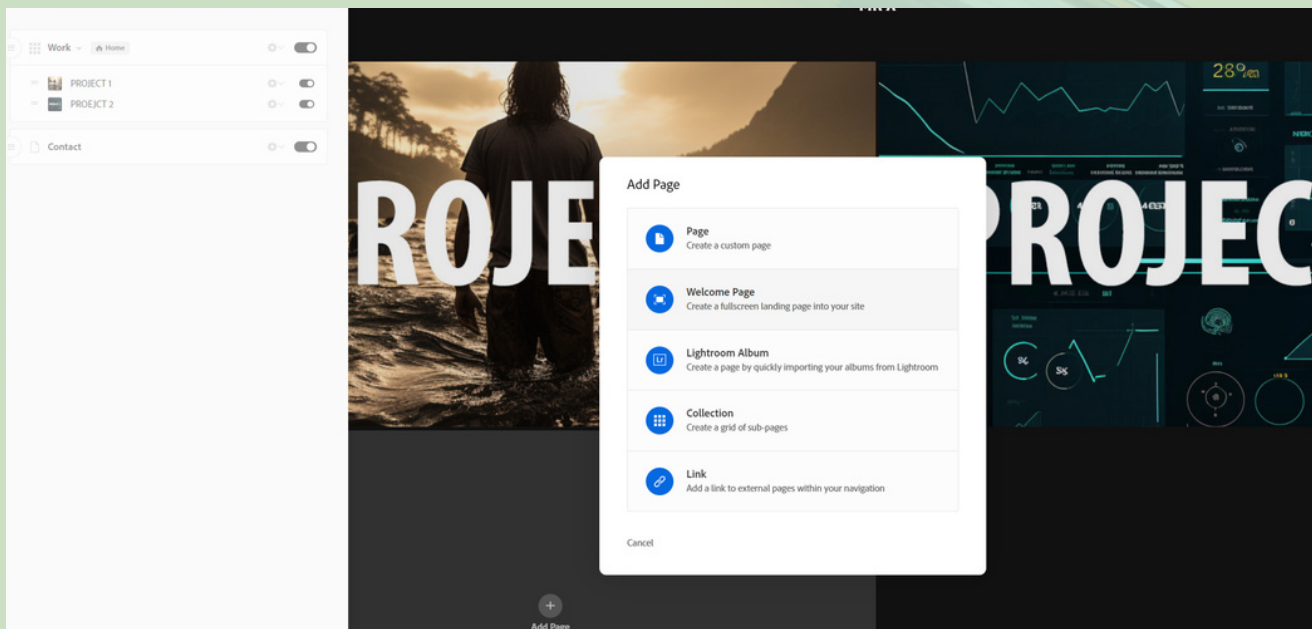 Work
Home
PROJECT 1
PROEJCT 2
Contact
ROJE
PROJEC
28%
Add Page
Page
Create a custom page
Welcome Page
Create a fullscreen landing page into your site
Lightroom Album
Create a page by quickly importing your albums from Lightroom
Lr
Collection
Create a grid of sub-pages
Link
Add a link to external pages within your navigation
Cancel
Add Page